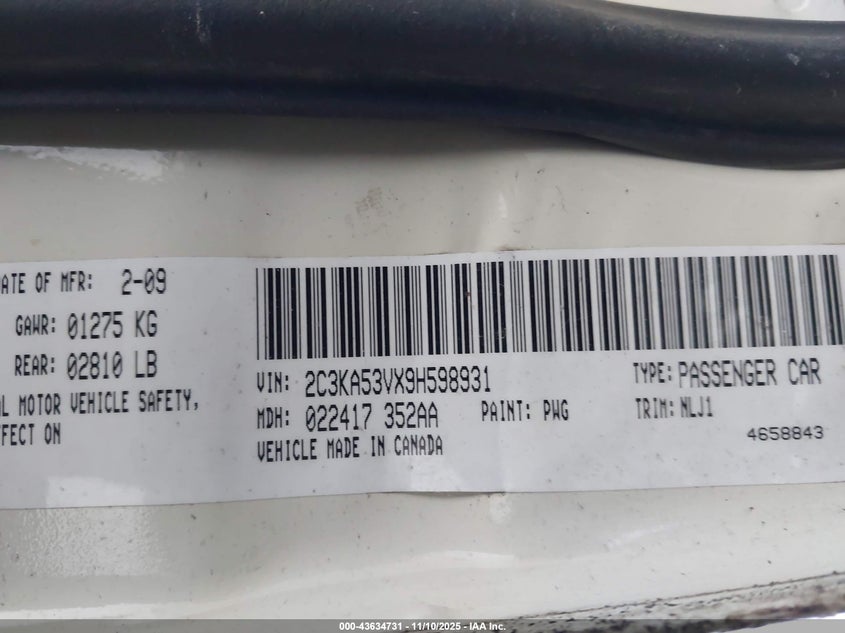 ATE OF MFR: 2-09
GAWR: 01275 KG
REAR: 02810 LB
L MOTOR VEHICLE SAFETY,
FFECT ON
VIN: 2C3KA53VX9H598931
TYPE: PASSENGER CAR
MDH: 022417 352AA
PAINT: PWG
TRIM: NLJ1
VEHICLE MADE IN CANADA
4658843
000-43634731 - 11/10/2025 - IAA Inc.